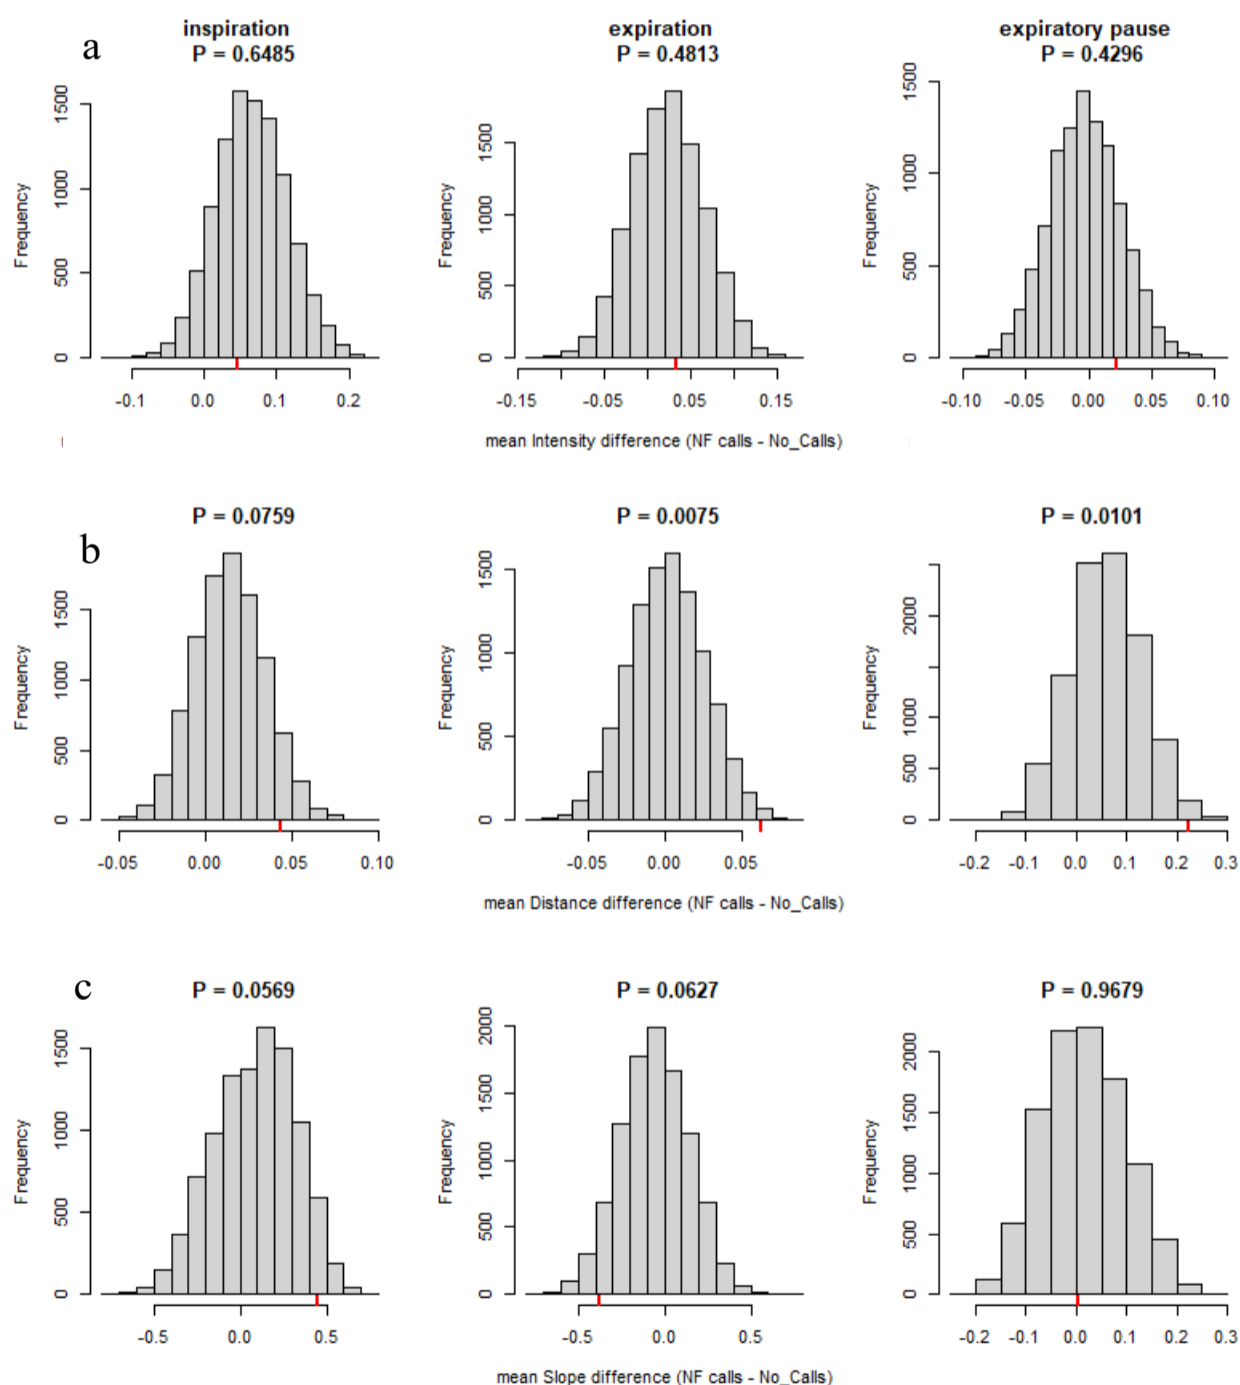 inspiration expiration expiratory pause
a P = 0.6485 P = 0.4813 P = 0.4296
Frequency 0 500 1000 1500
-0.1 0.0 0.1 0.2
Frequency 0 500 1000 1500
-0.15 -0.05 0.05 0.15
Frequency 0 500 1000 1500
-0.10 -0.05 0.00 0.05 0.10
mean Intensity difference (NF calls - No_Calls)
b P = 0.0759 P = 0.0075 P = 0.0101
Frequency 0 500 1000 1500
-0.05 0.00 0.05 0.10
Frequency 0 500 1000 1500
-0.05 0.00 0.05
Frequency 0 500 1000 2000
-0.2 -0.1 0.0 0.1 0.2 0.3
mean Distance difference (NF calls - No_Calls)
c P = 0.0569 P = 0.0627 P = 0.9679
Frequency 0 500 1000 1500
-0.5 0.0 0.5
Frequency 0 500 1000 1500 2000
-0.5 0.0 0.5
Frequency 0 500 1000 1500 2000
-0.2 -0.1 0.0 0.1 0.2 0.3
mean Slope difference (NF calls - No_Calls)